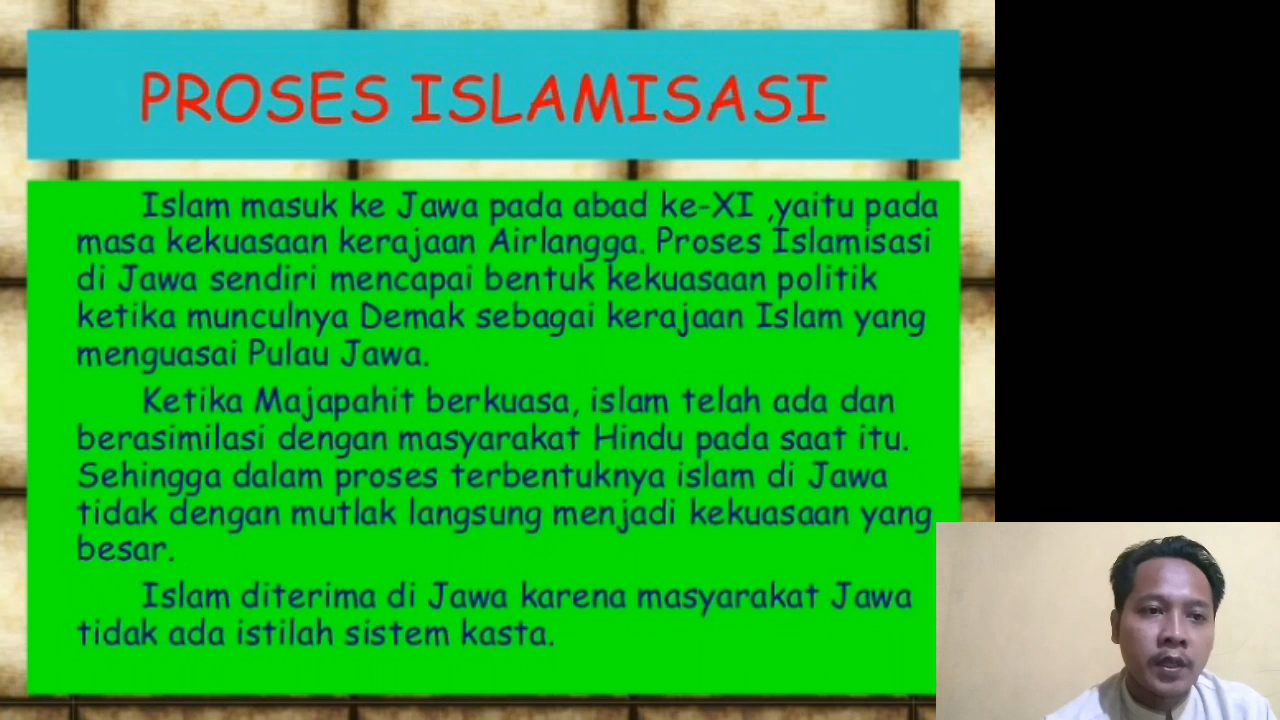 PROSES ISLAMISASI
Islam masuk ke Jawa pada abad ke-XI ,yaitu pada
masa kekuasaan kerajaan Airlangga. Proses Islamisasi
di Jawa sendiri mencapai bentuk kekuasaan politik
ketika munculnya Demak sebagai kerajaan Islam yang
menguasai Pulau Jawa.
Ketika Majapahit berkuasa, islam telah ada dan
berasimilasi dengan masyarakat Hindu pada saat itu.
Sehingga dalam proses terbentuknya islam di Jawa
tidak dengan mutlak langsung menjadi kekuasaan yang
besar.
Islam diterima di Jawa karena masyarakat Jawa
tidak ada istilah sistem kasta.